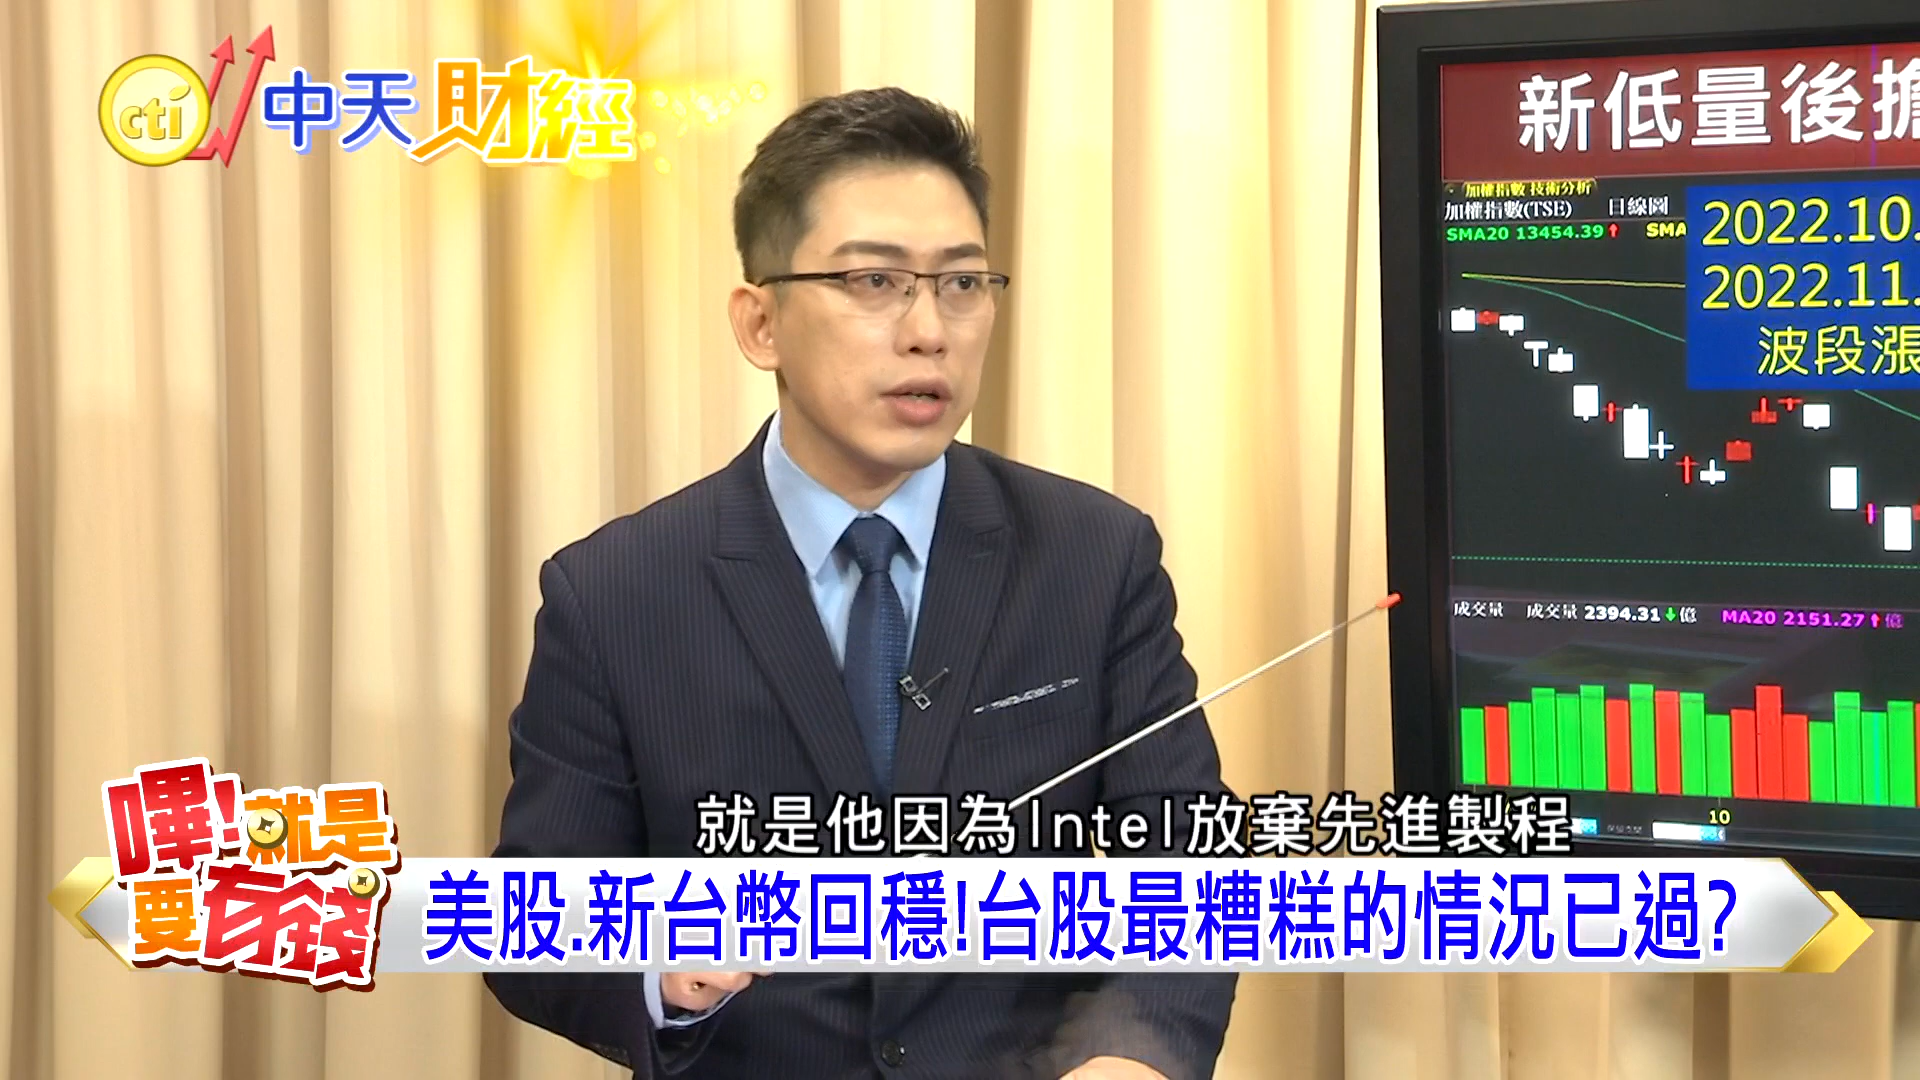 cti 中天財經
新低量後擔
加權指數 技術分析
加權指數(TSE) 日線圖
SMA20 13454.39↑ SMA
2022.10.
2022.11.
波段漲
成交量 成交量 2394.31↓億 MA20 2151.27↑億
10
就是他因為Intel放棄先進製程
嗶!就是
要有錢
美股.新台幣回穩!台股最糟糕的情況已過?